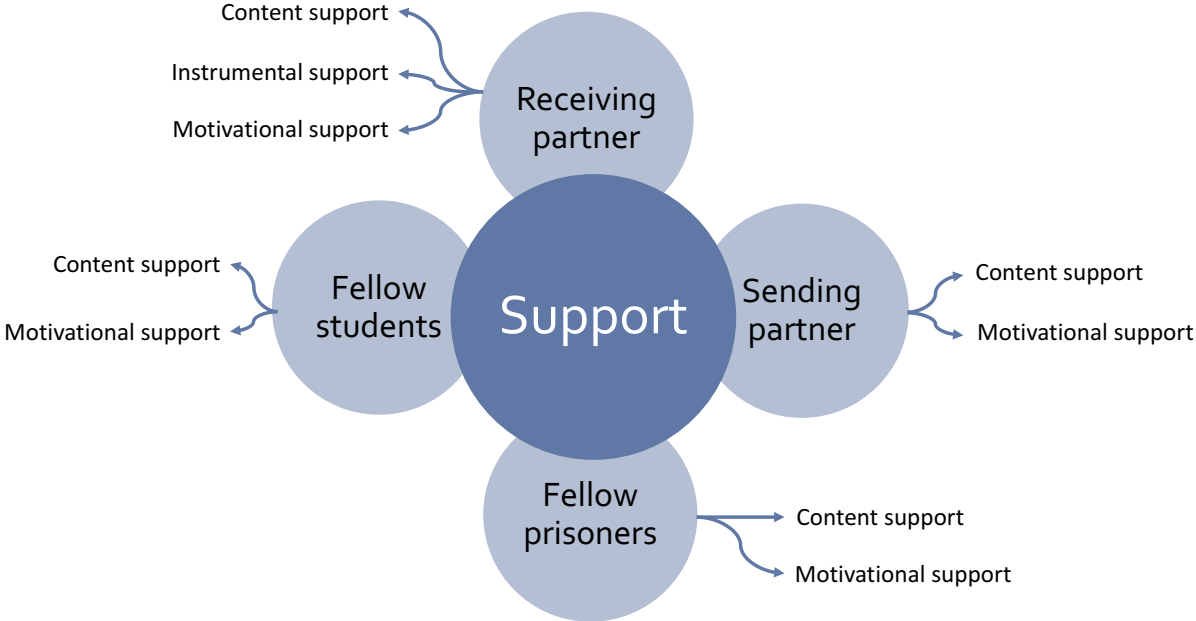 Content support
Instrumental support
Motivational support
Receiving
partner
Content support
Motivational support
Fellow
students
Support
Sending
partner
Content support
Motivational support
Fellow
prisoners
Content support
Motivational support